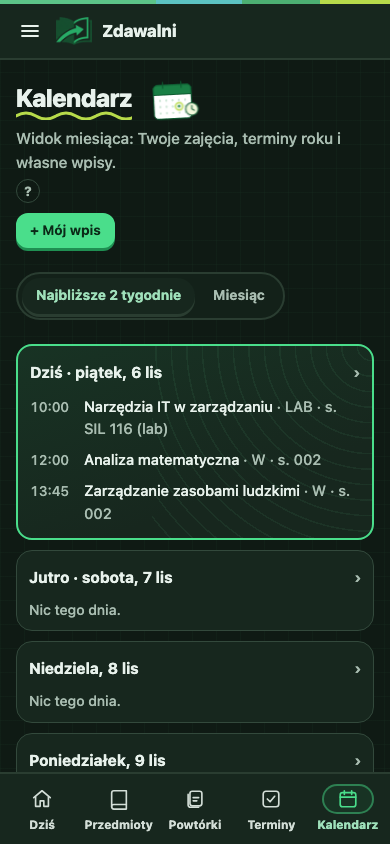 Zdawalni
Kalendarz
Widok miesiąca: Twoje zajęcia, terminy roku i
własne wpisy.
?
+ Mój wpis
Najbliższe 2 tygodnie Miesiąc
Dziś · piątek, 6 lis ›
10:00 Narzędzia IT w zarządzaniu · LAB · s.
SIL 116 (lab)
12:00 Analiza matematyczna · W · s. 002
13:45 Zarządzanie zasobami ludzkimi · W · s.
002
Jutro · sobota, 7 lis ›
Nic tego dnia.
Niedziela, 8 lis ›
Nic tego dnia.
Poniedziałek, 9 lis ›
Dziś Przedmioty Powtórki Terminy Kalendarz